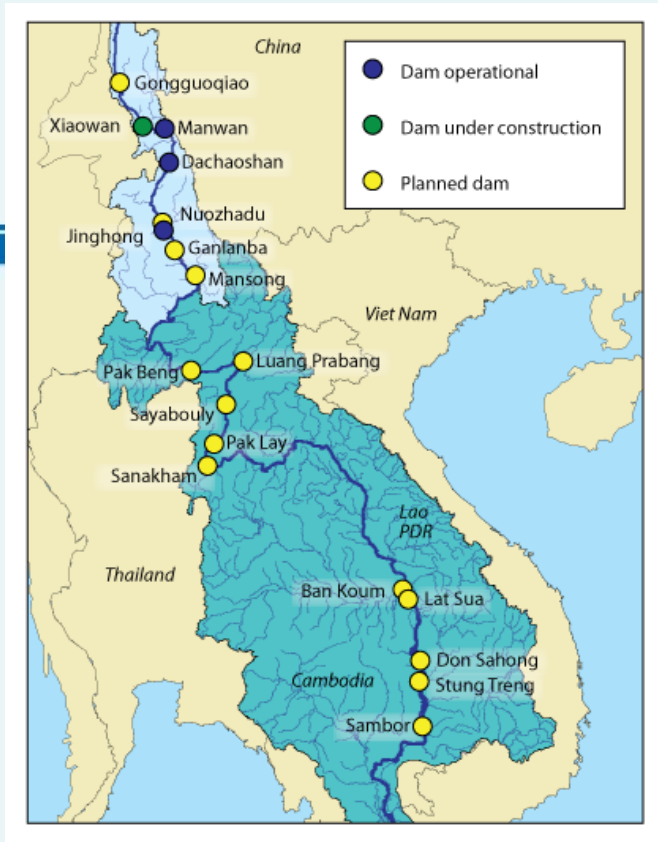 China
Dam operational
Dam under construction
Planned dam
Gongguoqiao
Xiaowan
Manwan
Dachaoshan
Nuozhadu
Jinghong
Ganlanba
Mansong
Viet Nam
Luang Prabang
Pak Beng
Sayabouly
Pak Lay
Sanakham
Lao
PDR
Thailand
Ban Koum
Lat Sua
Don Sahong
Cambodia
Stung Treng
Sambor